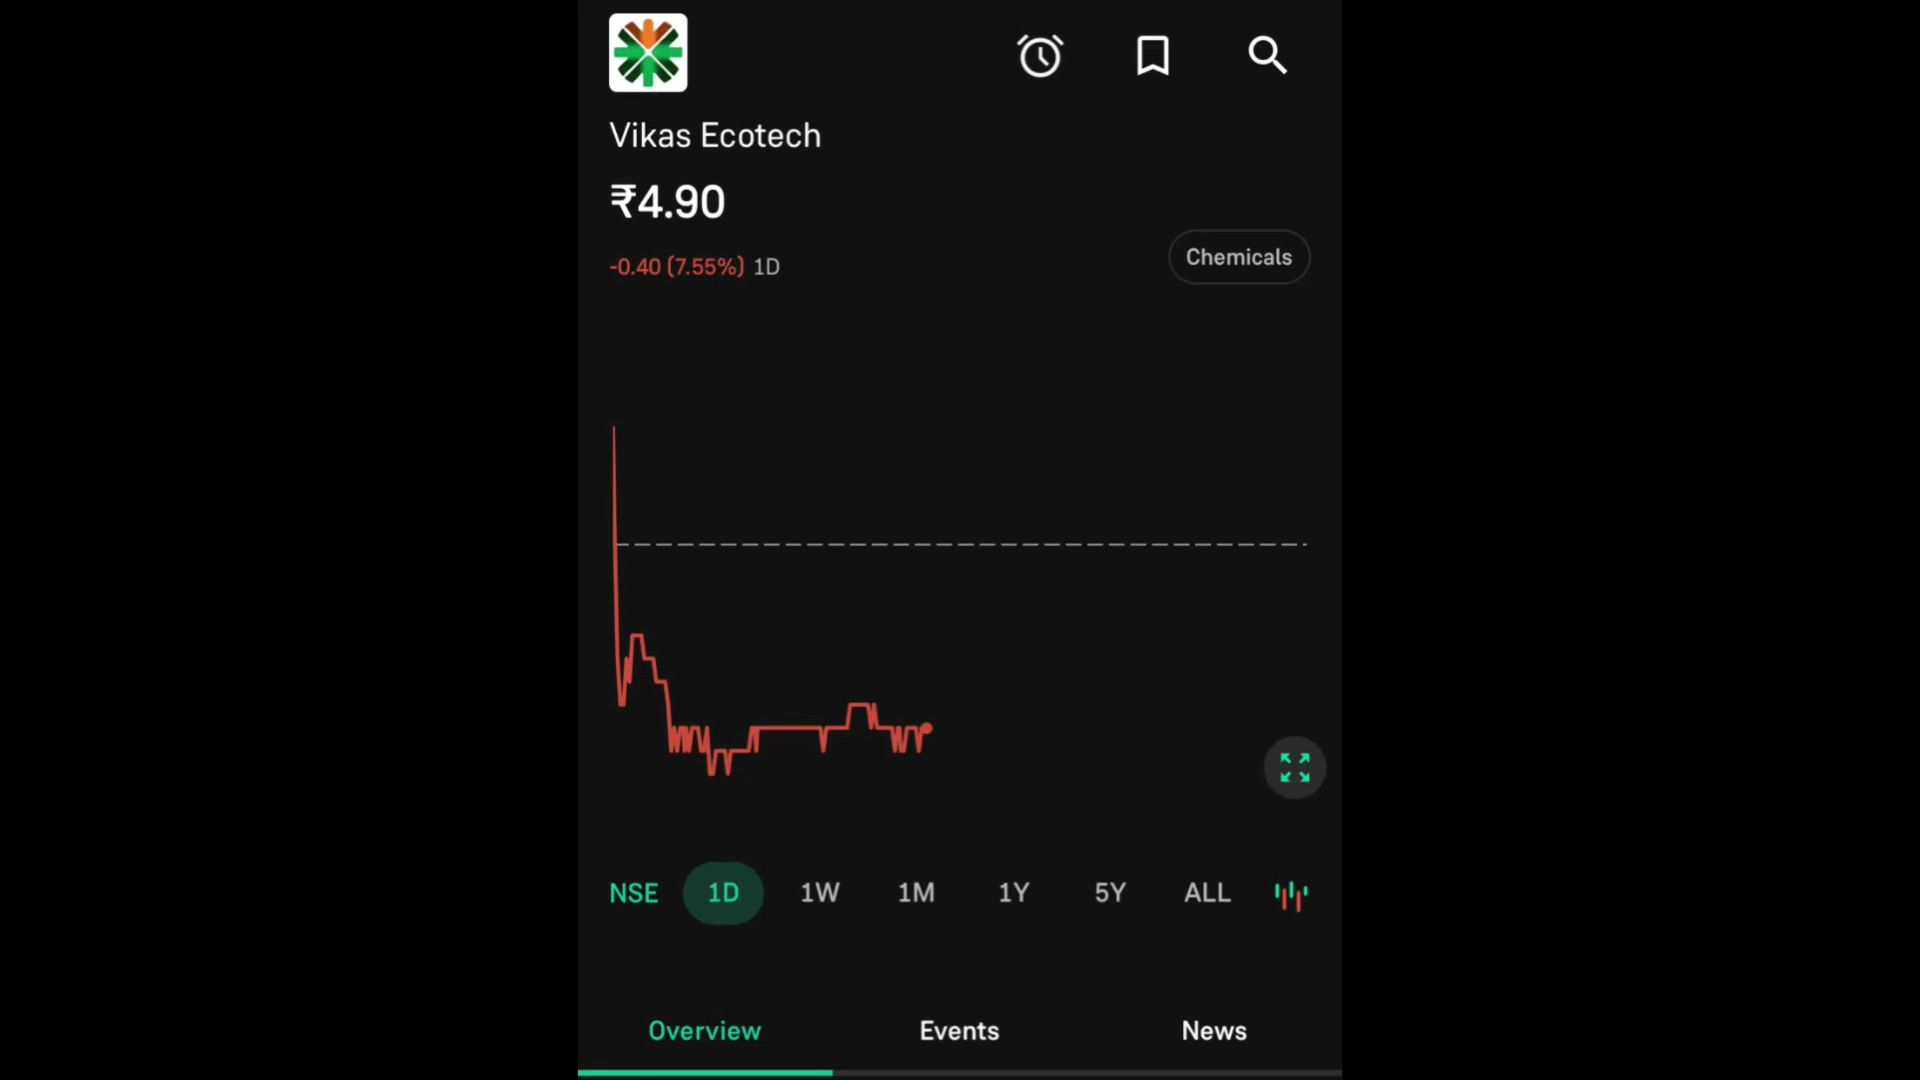 Vikas Ecotech
₹4.90
-0.40 (7.55%) 1D
Chemicals
NSE 1D 1W 1M 1Y 5Y ALL
Overview Events News